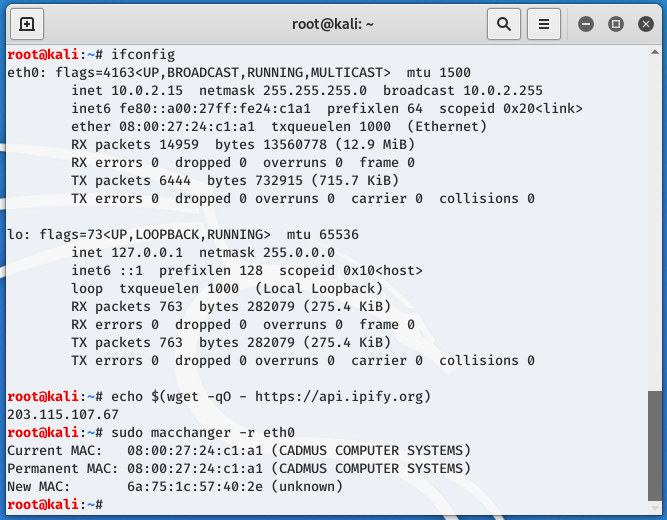 root@kali: ~
root@kali:~# ifconfig
eth0: flags=4163<UP,BROADCAST,RUNNING,MULTICAST>  mtu 1500
        inet 10.0.2.15  netmask 255.255.255.0  broadcast 10.0.2.255
        inet6 fe80::a00:27ff:fe24:c1a1  prefixlen 64  scopeid 0x20<link>
        ether 08:00:27:24:c1:a1  txqueuelen 1000  (Ethernet)
        RX packets 14959  bytes 13560778 (12.9 MiB)
        RX errors 0  dropped 0  overruns 0  frame 0
        TX packets 6444  bytes 732915 (715.7 KiB)
        TX errors 0  dropped 0 overruns 0  carrier 0  collisions 0

lo: flags=73<UP,LOOPBACK,RUNNING>  mtu 65536
        inet 127.0.0.1  netmask 255.0.0.0
        inet6 ::1  prefixlen 128  scopeid 0x10<host>
        loop  txqueuelen 1000  (Local Loopback)
        RX packets 763  bytes 282079 (275.4 KiB)
        RX errors 0  dropped 0  overruns 0  frame 0
        TX packets 763  bytes 282079 (275.4 KiB)
        TX errors 0  dropped 0 overruns 0  carrier 0  collisions 0

root@kali:~# echo $(wget -qO - https://api.ipify.org)
203.115.107.67
root@kali:~# sudo macchanger -r eth0
Current MAC:   08:00:27:24:c1:a1 (CADMUS COMPUTER SYSTEMS)
Permanent MAC: 08:00:27:24:c1:a1 (CADMUS COMPUTER SYSTEMS)
New MAC:       6a:75:1c:57:40:2e (unknown)
root@kali:~#